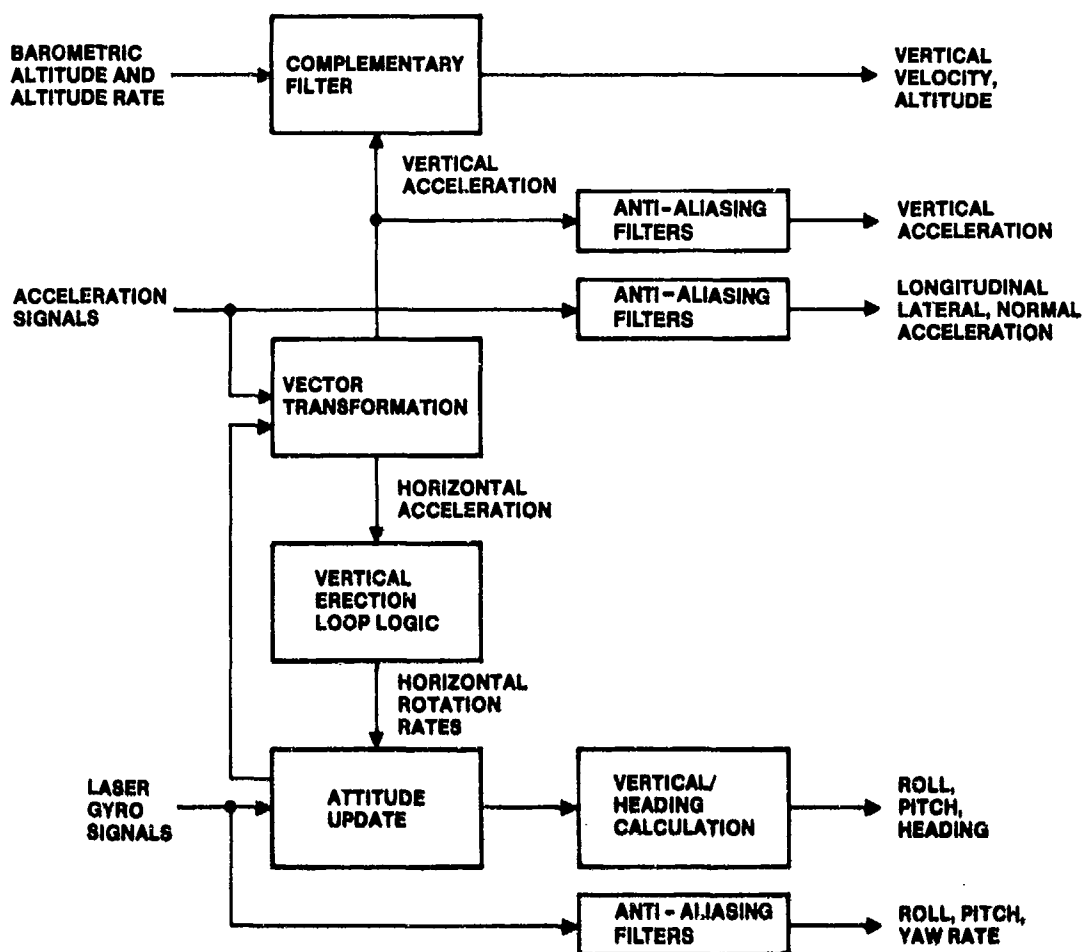 BAROMETRIC
ALTITUDE AND
ALTITUDE RATE
COMPLEMENTARY
FILTER
VERTICAL
VELOCITY,
ALTITUDE
VERTICAL
ACCELERATION
ANTI-ALIASING
FILTERS
VERTICAL
ACCELERATION
ACCELERATION
SIGNALS
ANTI-ALIASING
FILTERS
LONGITUDINAL
LATERAL, NORMAL
ACCELERATION
VECTOR
TRANSFORMATION
HORIZONTAL
ACCELERATION
VERTICAL
ERECTION
LOOP LOGIC
HORIZONTAL
ROTATION
RATES
LASER
GYRO
SIGNALS
ATTITUDE
UPDATE
VERTICAL/
HEADING
CALCULATION
ROLL,
PITCH,
HEADING
ANTI-ALIASING
FILTERS
ROLL, PITCH,
YAW RATE